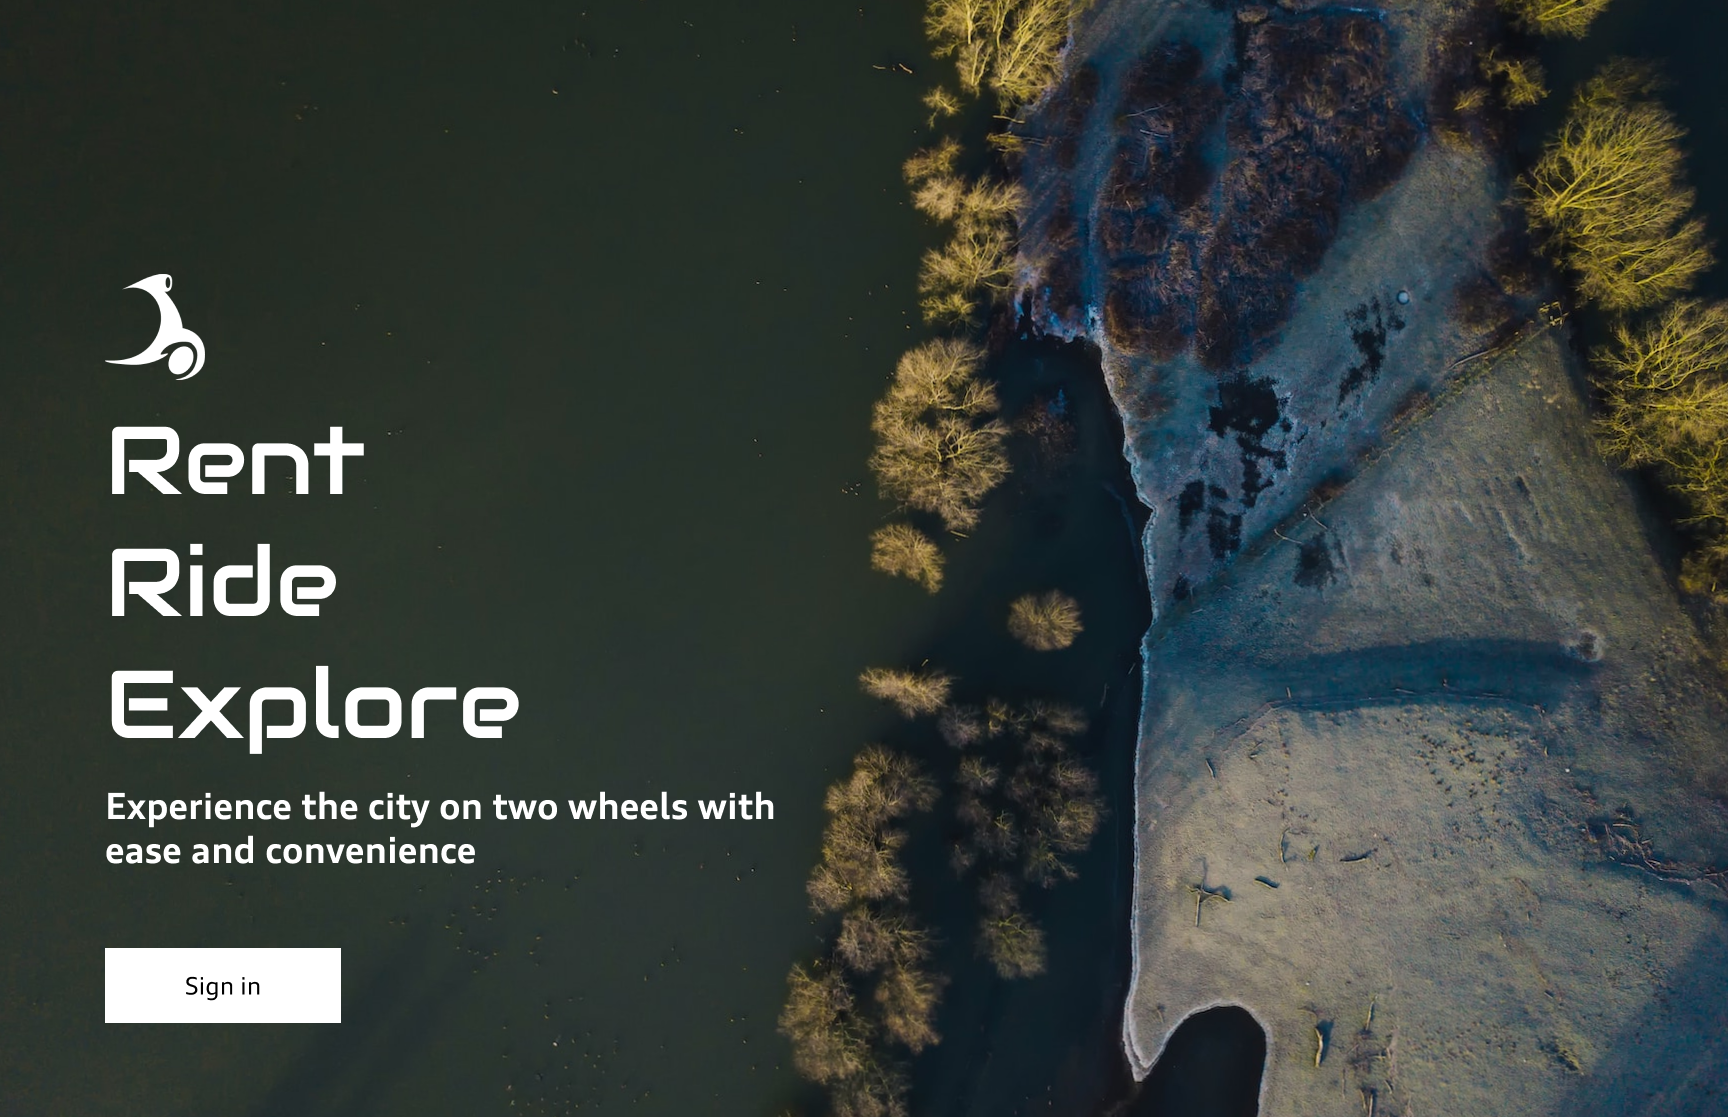 Rent
Ride
Explore
Experience the city on two wheels with
ease and convenience
Sign in